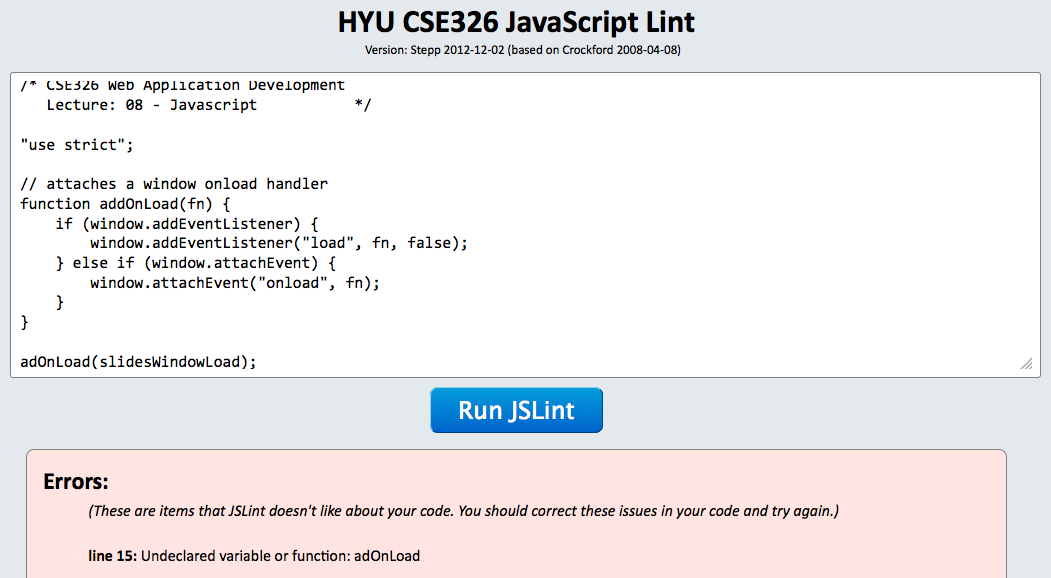 HYU CSE326 JavaScript Lint
Version: Stepp 2012-12-02 (based on Crockford 2008-04-08)
/* CSE326 Web Application Development
   Lecture: 08 - Javascript           */
"use strict";
// attaches a window onload handler
function addOnLoad(fn) {
    if (window.addEventListener) {
        window.addEventListener("load", fn, false);
    } else if (window.attachEvent) {
        window.attachEvent("onload", fn);
    }
}
adOnLoad(slidesWindowLoad);
Run JSLint
Errors:
(These are items that JSLint doesn't like about your code. You should correct these issues in your code and try again.)
line 15: Undeclared variable or function: adOnLoad